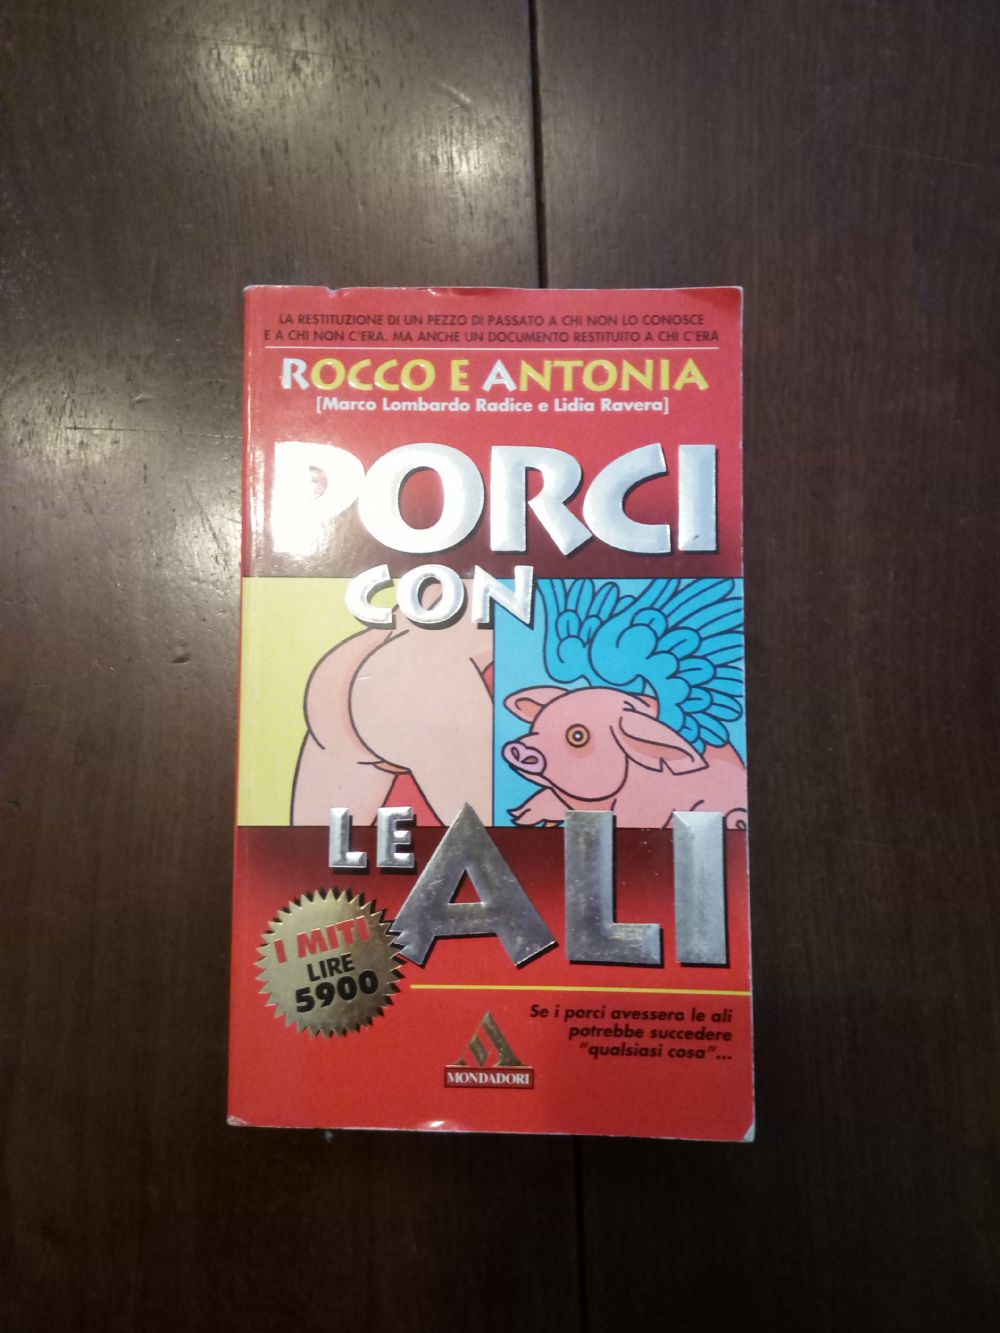 LA RESTITUZIONE DI UN PEZZO DI PASSATO A CHI NON LO CONOSCE
E A CHI NON C'ERA, MA ANCHE UN DOCUMENTO RESTITUITO A CHI C'ERA
ROCCO E ANTONIA
[Marco Lombardo Radice e Lidia Ravera]
PORCI
CON
LE ALI
I MITI
LIRE
5900
Se i porci avessero le ali
potrebbe succedere
"qualsiasi cosa"...
MONDADORI